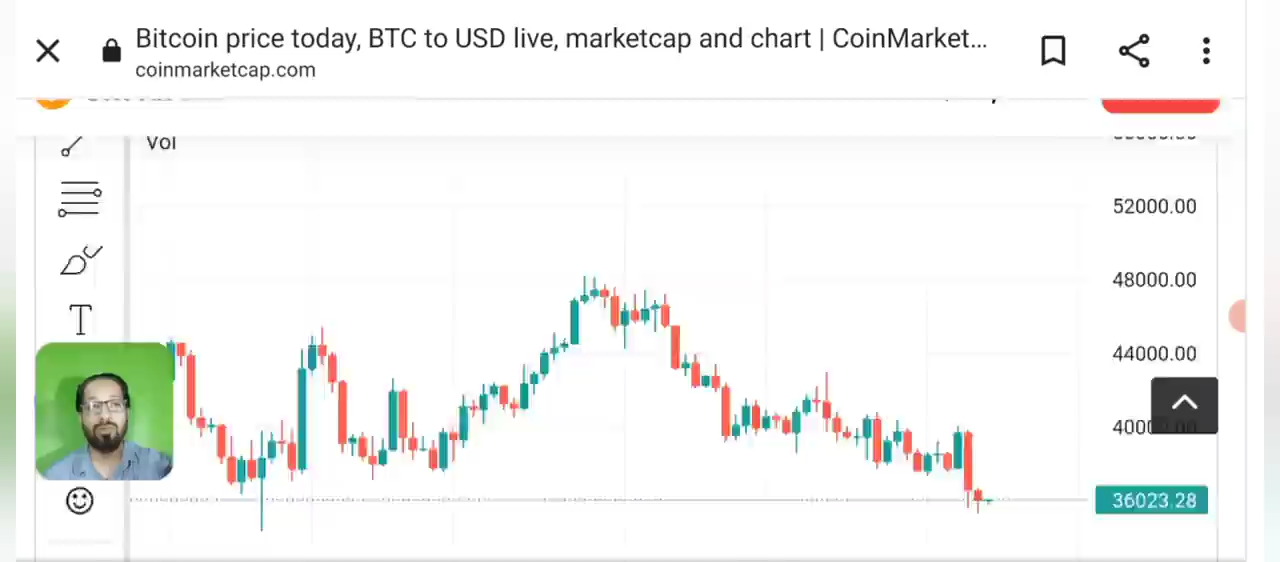 Bitcoin price today, BTC to USD live, marketcap and chart | CoinMarket...
coinmarketcap.com
Vol
52000.00
48000.00
T
44000.00
36023.28